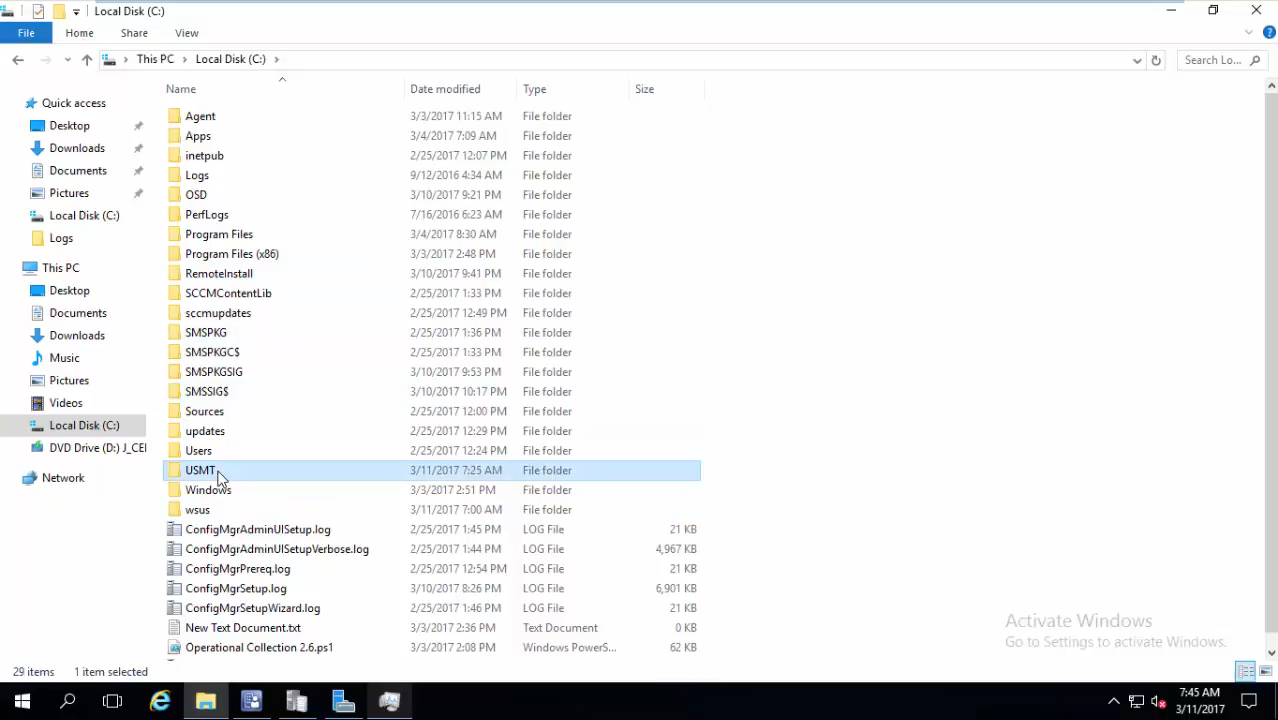 Local Disk (C:)
File Home Share View
This PC Local Disk (C:) Search Lo...
Name Date modified Type Size
Quick access
Desktop
Downloads
Documents
Pictures
Local Disk (C:)
Logs
This PC
Desktop
Documents
Downloads
Music
Pictures
Videos
Local Disk (C:)
DVD Drive (D:) J_CEI
Network
Agent 3/3/2017 11:15 AM File folder
Apps 3/4/2017 7:09 AM File folder
inetpub 2/25/2017 12:07 PM File folder
Logs 9/12/2016 4:34 AM File folder
OSD 3/10/2017 9:21 PM File folder
PerfLogs 7/16/2016 6:23 AM File folder
Program Files 3/4/2017 8:30 AM File folder
Program Files (x86) 3/3/2017 2:48 PM File folder
RemoteInstall 3/10/2017 9:41 PM File folder
SCCMContentLib 2/25/2017 1:33 PM File folder
sccmupdates 2/25/2017 12:49 PM File folder
SMSPKG 2/25/2017 1:36 PM File folder
SMSPKGC$ 2/25/2017 1:33 PM File folder
SMSPKGSIG 3/10/2017 9:53 PM File folder
SMSSIG$ 3/10/2017 10:17 PM File folder
Sources 2/25/2017 12:00 PM File folder
updates 2/25/2017 12:29 PM File folder
Users 2/25/2017 12:24 PM File folder
USMT 3/11/2017 7:25 AM File folder
Windows 3/3/2017 2:51 PM File folder
wsus 3/11/2017 7:00 AM File folder
ConfigMgrAdminUISetup.log 2/25/2017 1:45 PM LOG File 21 KB
ConfigMgrAdminUISetupVerbose.log 2/25/2017 1:44 PM LOG File 4,967 KB
ConfigMgrPrereq.log 2/25/2017 12:54 PM LOG File 21 KB
ConfigMgrSetup.log 3/10/2017 8:26 PM LOG File 6,901 KB
ConfigMgrSetupWizard.log 2/25/2017 1:46 PM LOG File 21 KB
New Text Document.txt 3/3/2017 2:36 PM Text Document 0 KB
Operational Collection 2.6.ps1 3/3/2017 2:08 PM Windows PowerS... 62 KB
Activate Windows
Go to Settings to activate Windows.
29 items 1 item selected
7:45 AM
3/11/2017